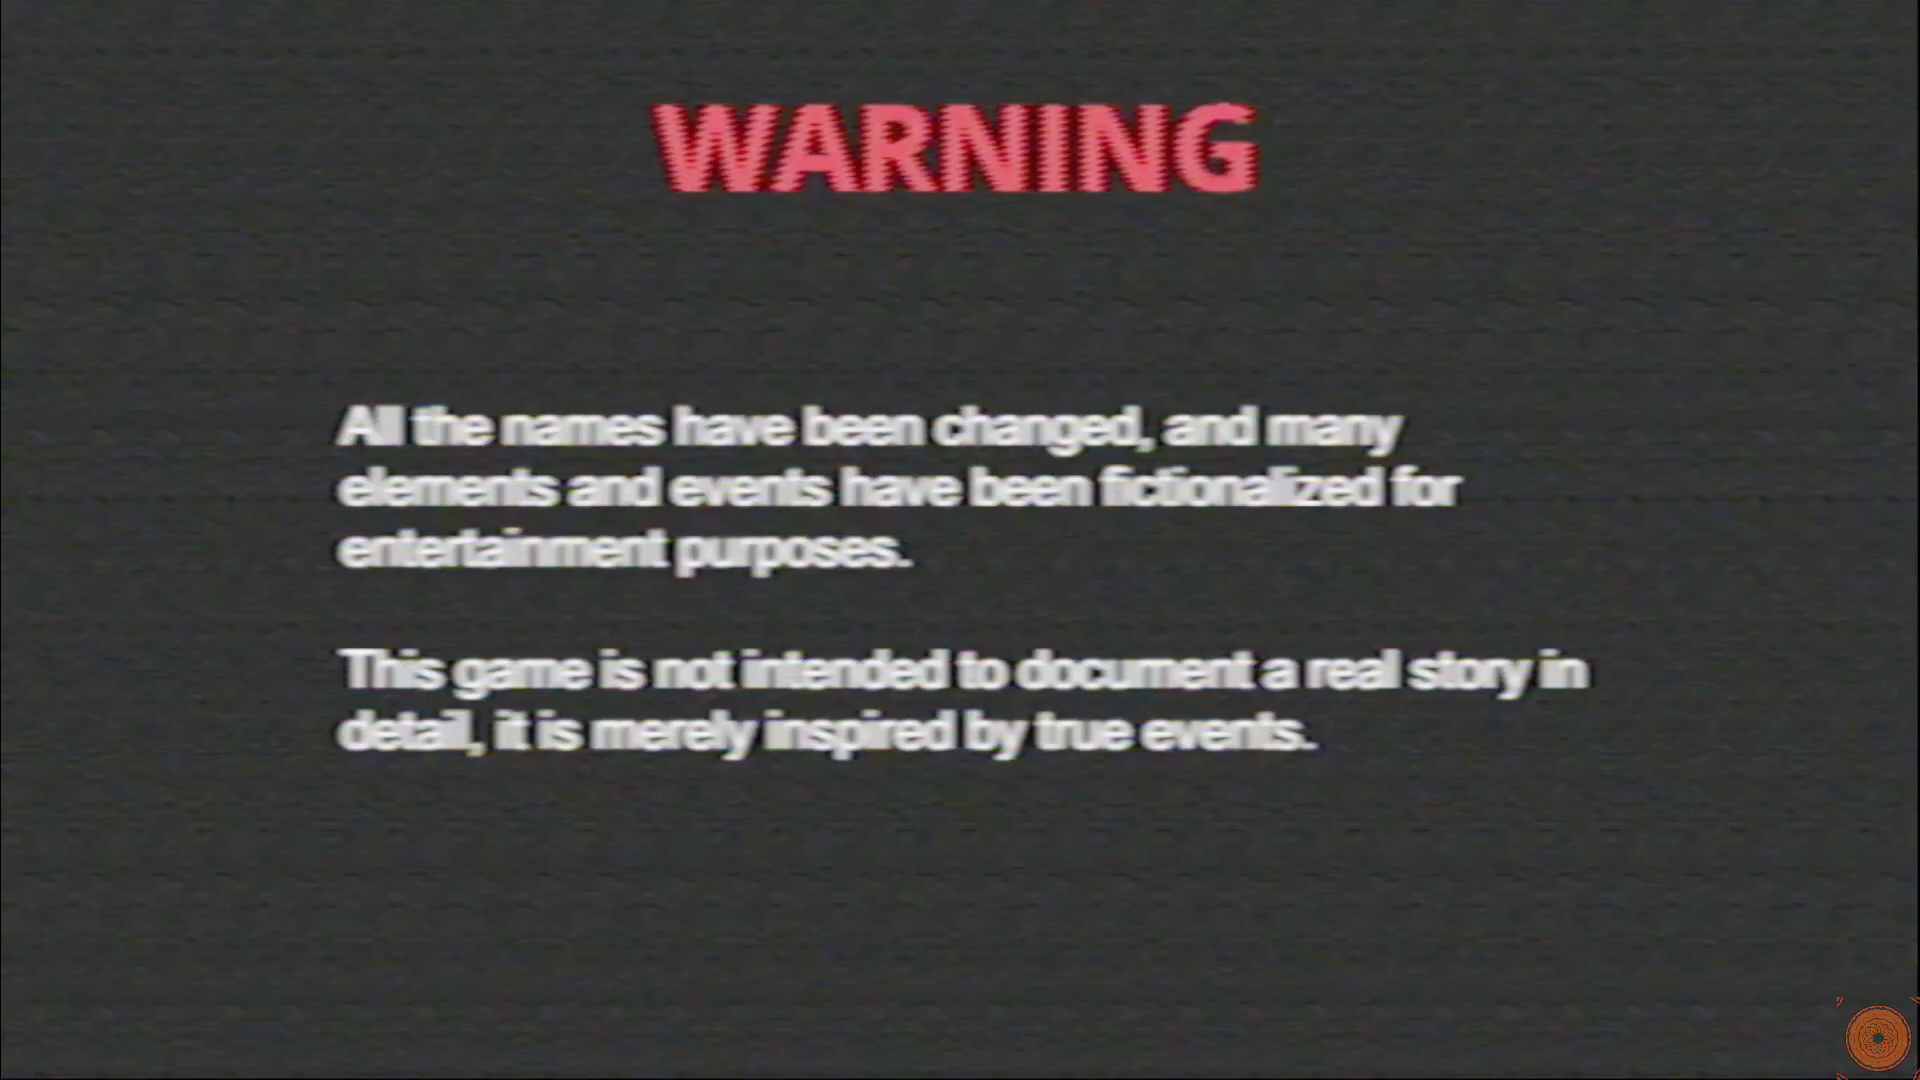 WARNING
All the names have been changed, and many
elements and events have been fictionalized for
entertainment purposes.
This game is not intended to document a real story in
detail, it is merely inspired by true events.